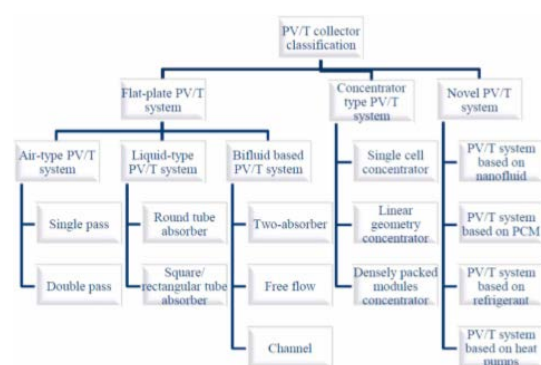 PV/T collector
classification
Flat-plate PV/T
system
Concentrator
type PV/T
system
Novel PV/T
system
Air-type PV/T
system
Liquid-type
PV/T system
Bifluid based
PV/T system
Single cell
concentrator
PV/T system
based on
nanofluid
Single pass
Round tube
absorber
Two-absorber
Linear
geometry
concentrator
PV/T system
based on PCM
Double pass
Square/
rectangular tube
absorber
Free flow
Densely packed
modules
concentrator
PV/T system
based on
refrigerant
Channel
PV/T system
based on heat
pumps